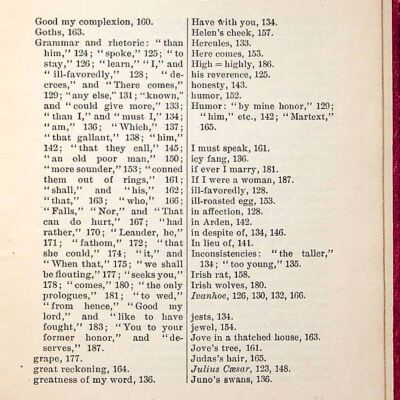 Good my complexion, 160.
Goths, 163.
Grammar and rhetoric: "than
him," 124; "spoke," 125; "to
stay," 126; "learn," "I," and
"ill-favoredly," 128; "de-
crees," and "There comes,"
129; "any else," 131; "known,"
and "could give more," 133;
"than I," and "must I," 134;
"am," 136; "Which," 137;
"that gallant," 138; "him,"
142; "that they call," 145;
"an old poor man," 150;
"more sounder," 153; "conned
them out of rings," 161;
"shall," and "his," 162;
"that," 163; "who," 166;
"Falls," "Nor," and "That
can do hurt," 167; "had
rather," 170; "Leander, he,"
171; "fathom," 172; "that
she could," 174; "it," and
"When that," 175; "we shall
be flouting," 177; "seeks you,"
178; "comes," 180; "the only
prologues," 181; "to wed,"
"from hence," "Good my
lord," and "like to have
fought," 183; "You to your
former honor," and "de-
serves," 187.
grape, 177.
great reckoning, 164.
greatness of my word, 136.
Have with you, 134.
Helen's cheek, 157.
Hercules, 133.
Here comes, 153.
High = highly, 186.
his reverence, 125.
honesty, 143.
humor, 152.
Humor: "by mine honor," 129;
"him," etc., 142; "Martext,"
165.
I must speak, 161.
icy fang, 136.
if ever I marry, 181.
If I were a woman, 187.
ill-favoredly, 128.
ill-roasted egg, 153.
in affection, 128.
in Arden, 142.
in despite of, 134, 146.
In lieu of, 141.
Inconsistencies: "the taller,"
134; "too young," 135.
Irish rat, 158.
Irish wolves, 180.
Ivanhoe, 126, 130, 132, 166.
jests, 134.
jewel, 154.
Jove in a thatched house, 163.
Jove's tree, 161.
Judas's hair, 165.
Julius Cæsar, 123, 148.
Juno's swans, 136.